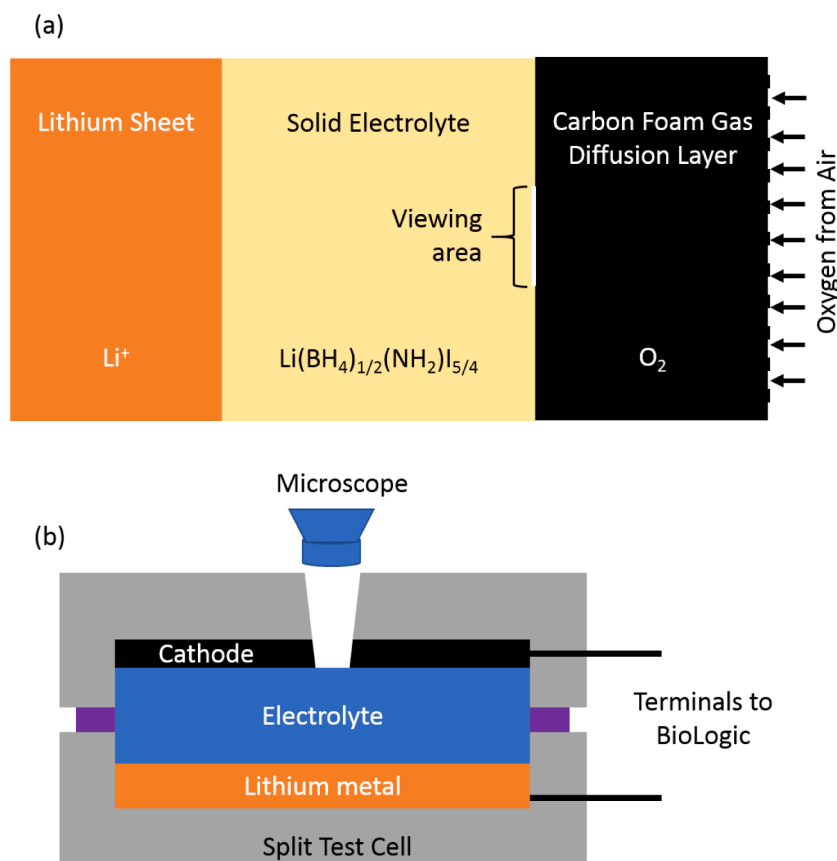 (a)
Lithium Sheet
Solid Electrolyte
Carbon Foam Gas
Diffusion Layer
Viewing
area
Oxygen from Air
Li⁺
Li(BH₄)₁/₂(NH₂)I₅/₄
O₂
Microscope
(b)
Cathode
Electrolyte
Terminals to
BioLogic
Lithium metal
Split Test Cell